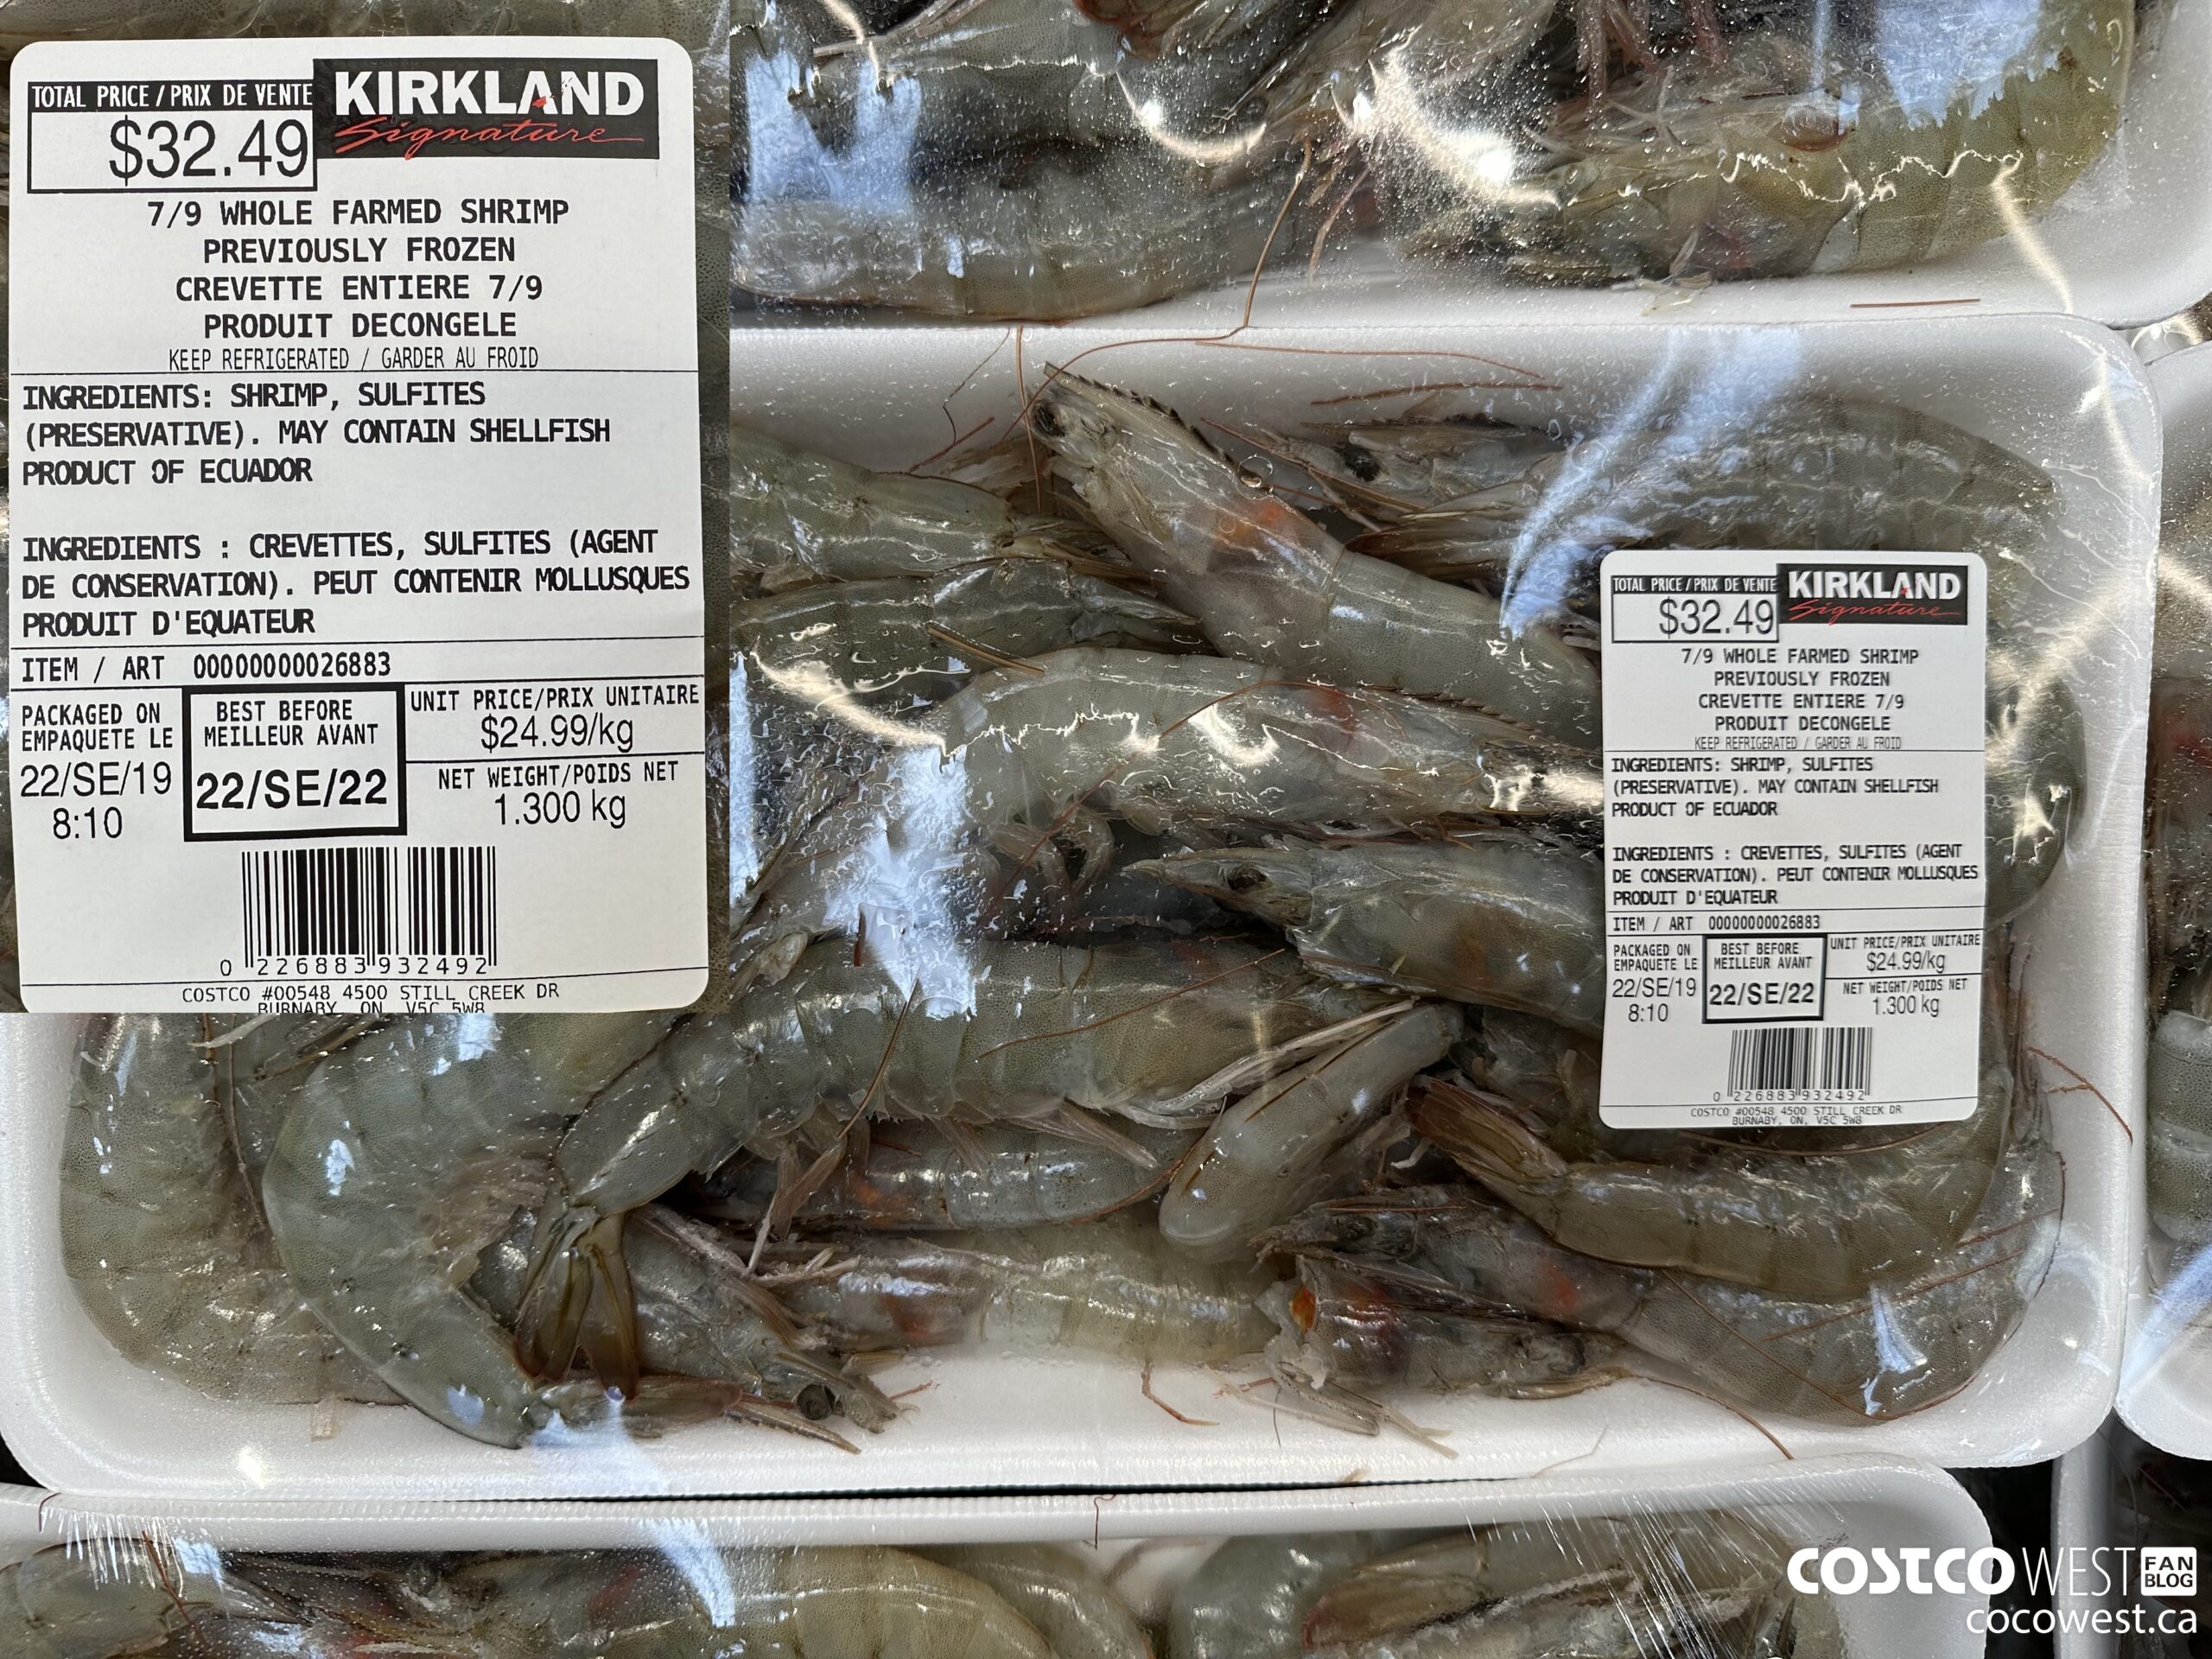 TOTAL PRICE / PRIX DE VENTE
$32.49
KIRKLAND
Signature
7/9 WHOLE FARMED SHRIMP
PREVIOUSLY FROZEN
CREVETTE ENTIERE 7/9
PRODUIT DECONGELE
KEEP REFRIGERATED / GARDER AU FROID
INGREDIENTS: SHRIMP, SULFITES
(PRESERVATIVE). MAY CONTAIN SHELLFISH
PRODUCT OF ECUADOR
INGREDIENTS : CREVETTES, SULFITES (AGENT
DE CONSERVATION). PEUT CONTENIR MOLLUSQUES
PRODUIT D'EQUATEUR
ITEM / ART 00000000026883
PACKAGED ON
EMPAQUETE LE
22/SE/19
8:10
BEST BEFORE
MEILLEUR AVANT
22/SE/22
UNIT PRICE/PRIX UNITAIRE
$24.99/kg
NET WEIGHT/POIDS NET
1.300 kg
0 226883 932492
COSTCO #00548 4500 STILL CREEK DR
BURNABY, ON, V5C 5W8
TOTAL PRICE / PRIX DE VENTE
$32.49
KIRKLAND
Signature
7/9 WHOLE FARMED SHRIMP
PREVIOUSLY FROZEN
CREVETTE ENTIERE 7/9
PRODUIT DECONGELE
KEEP REFRIGERATED / GARDER AU FROID
INGREDIENTS: SHRIMP, SULFITES
(PRESERVATIVE). MAY CONTAIN SHELLFISH
PRODUCT OF ECUADOR
INGREDIENTS : CREVETTES, SULFITES (AGENT
DE CONSERVATION). PEUT CONTENIR MOLLUSQUES
PRODUIT D'EQUATEUR
ITEM / ART 00000000026883
PACKAGED ON
EMPAQUETE LE
22/SE/19
8:10
BEST BEFORE
MEILLEUR AVANT
22/SE/22
UNIT PRICE/PRIX UNITAIRE
$24.99/kg
NET WEIGHT/POIDS NET
1.300 kg
0 226883 932492
COSTCO #00548 4500 STILL CREEK DR
BURNABY, ON, V5C 5W8
COSTCO WEST FAN BLOG
cocowest.ca